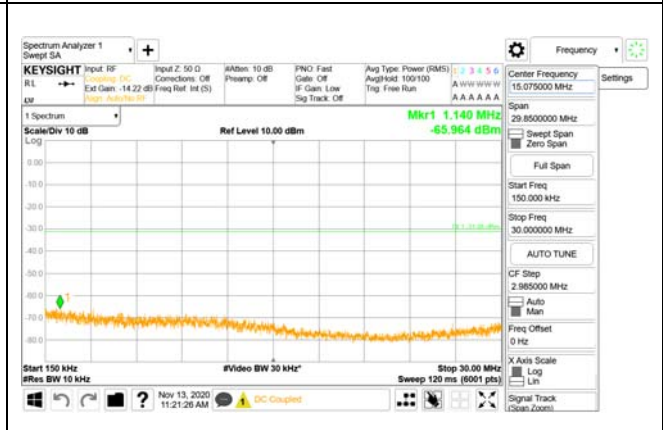 Spectrum Analyzer 1
Swept SA
+
Frequency
KEYSIGHT
RL
Input: RF
Coupling: DC
Ext Gain: -14.22 dB
Align: Auto/No RF
Input Z: 50 Ω
Corrections: Off
Freq Ref: Int (S)
#Atten: 10 dB
Preamp: Off
PNO: Fast
Gate: Off
IF Gain: Low
Sig Track: Off
Avg Type: Power (RMS)
Avg|Hold: 100/100
Trig: Free Run
1 2 3 4 5 6
A W W W W W
A A A A A A
1 Spectrum
Scale/Div 10 dB
Log
Ref Level 10.00 dBm
Mkr1 1.140 MHz
-65.964 dBm
0.00
-10.0
-20.0
-30.0
-40.0
-50.0
-60.0
-70.0
-80.0
1
Start 150 kHz
#Res BW 10 kHz
#Video BW 30 kHz*
Stop 30.00 MHz
Sweep 120 ms (6001 pts)
Center Frequency
15.075000 MHz
Settings
Span
29.8500000 MHz
Swept Span
Zero Span
Full Span
Start Freq
150.000 kHz
Stop Freq
30.000000 MHz
AUTO TUNE
CF Step
2.985000 MHz
Auto
Man
Freq Offset
0 Hz
X Axis Scale
Log
Lin
Signal Track
(Span Zoom)
?
Nov 13, 2020
11:21:26 AM
DC Coupled